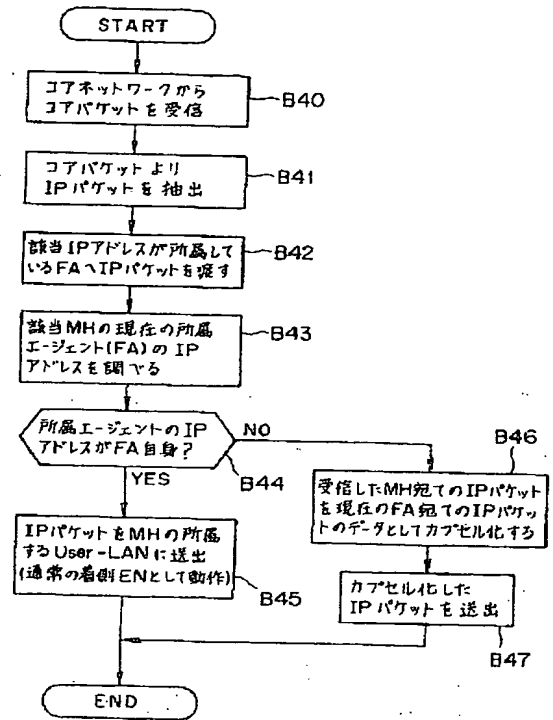 START
コアネットワークから
コアパケットを受信
B40
コアパケットより
IPパケットを抽出
B41
該当IPアドレスが所属して
いるFAへIPパケットを渡す
B42
該当MHの現在の所属
エージェント(FA)のIP
アドレスを調べる
B43
所属エージェントのIP
アドレスがFA自身?
B44
NO
YES
IPパケットをMHの所属
するUser-LANに送出
(通常の着側ENとして動作)
B45
B46
受信したMH宛てのIPパケット
を現在のFA宛てのIPパケッ
トのデータとしてカプセル化する
カプセル化した
IPパケットを送出
B47
END